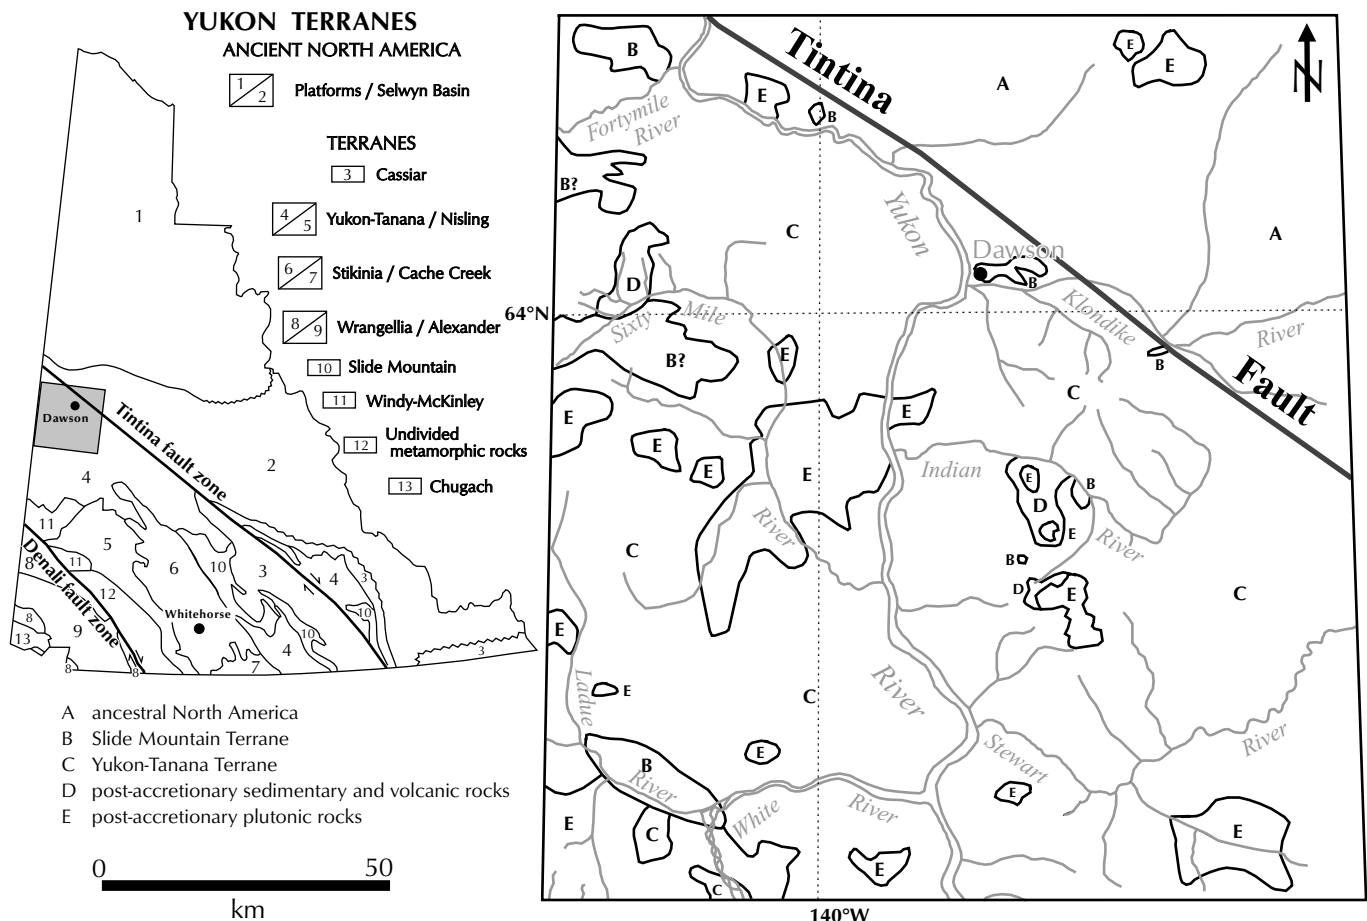 YUKON TERRANES
ANCIENT NORTH AMERICA
1
2
Platforms / Selwyn Basin
TERRANES
3
Cassiar
4
5
Yukon-Tanana / Nisling
6
7
Stikinia / Cache Creek
8
9
Wrangellia / Alexander
10
Slide Mountain
11
Windy-McKinley
12
Undivided
metamorphic rocks
13
Chugach
1
Dawson
Tintina fault zone
2
4
11
5
8
11
Denali fault zone
12
6
10
3
4
3
8
13
9
Whitehorse
10
10
4
7
8
8
3
A ancestral North America
B Slide Mountain Terrane
C Yukon-Tanana Terrane
D post-accretionary sedimentary and volcanic rocks
E post-accretionary plutonic rocks
0 50
km
B
Tintina
A
E
E
N
E
B
Fortymile
River
B?
C
Yukon
A
Dawson
B
D
64°N
Sixty Mile
Klondike
River
B?
E
B
Fault
C
E
E
E
E
E
Indian
E
D
B
E
River
River
C
B
D
E
C
E
Ladue
E
C
River
E
Stewart
River
B
River
E
E
C
White
River
E
E
C
140°W